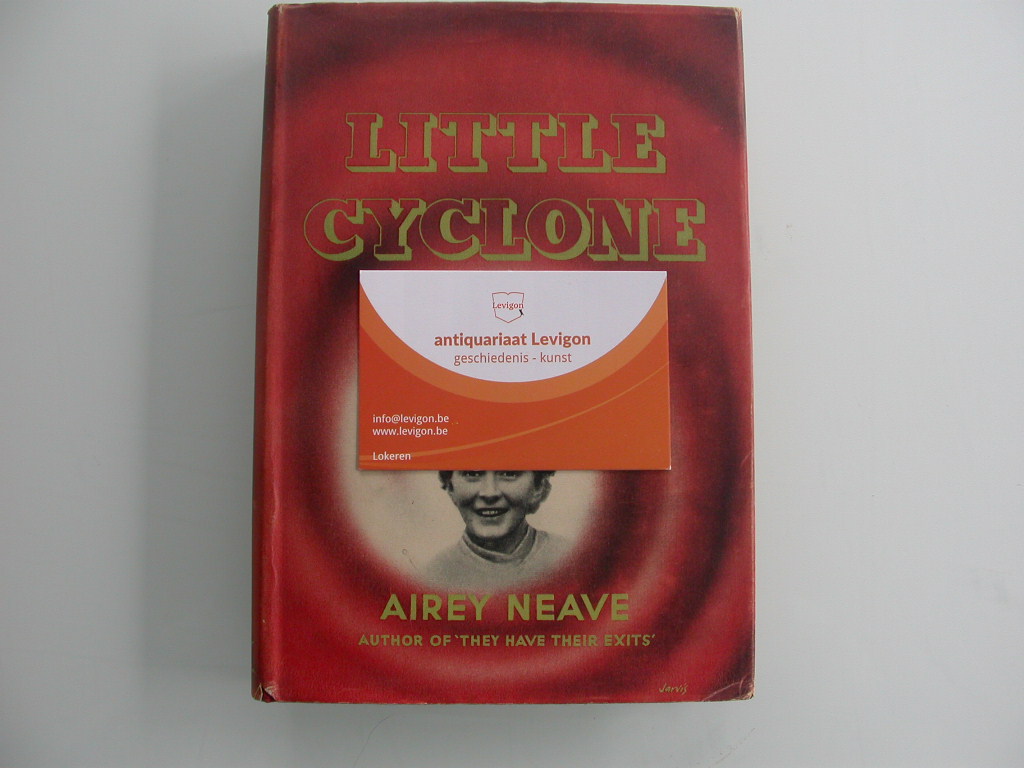 LITTLE
CYCLONE
Levigon
antiquariaat Levigon
geschiedenis - kunst
info@levigon.be
www.levigon.be
Lokeren
AIREY NEAVE
AUTHOR OF 'THEY HAVE THEIR EXITS'
Jarvis